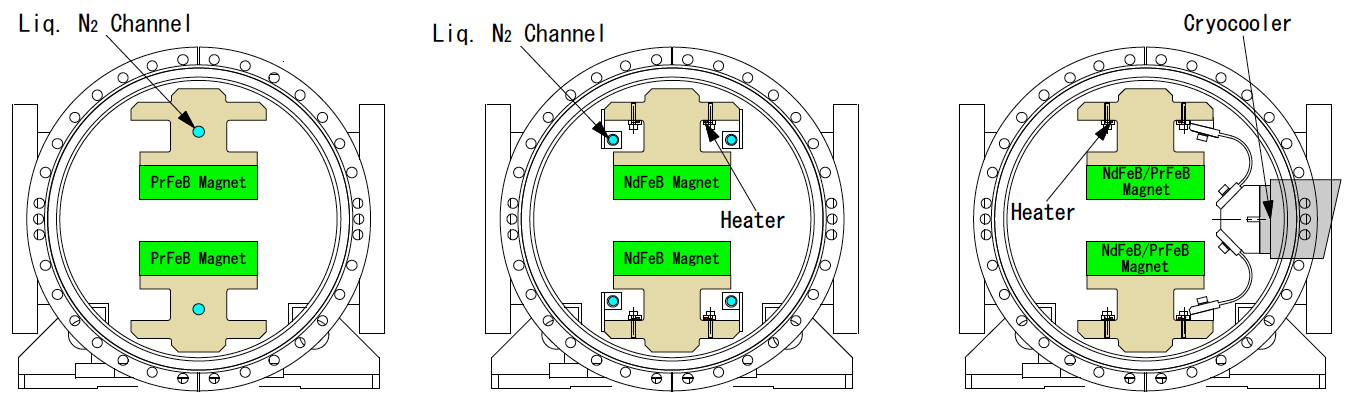 Liq. N₂ Channel
PrFeB Magnet
PrFeB Magnet
Liq. N₂ Channel
NdFeB Magnet
Heater
NdFeB Magnet
Cryocooler
NdFeB/PrFeB
Magnet
Heater
NdFeB/PrFeB
Magnet